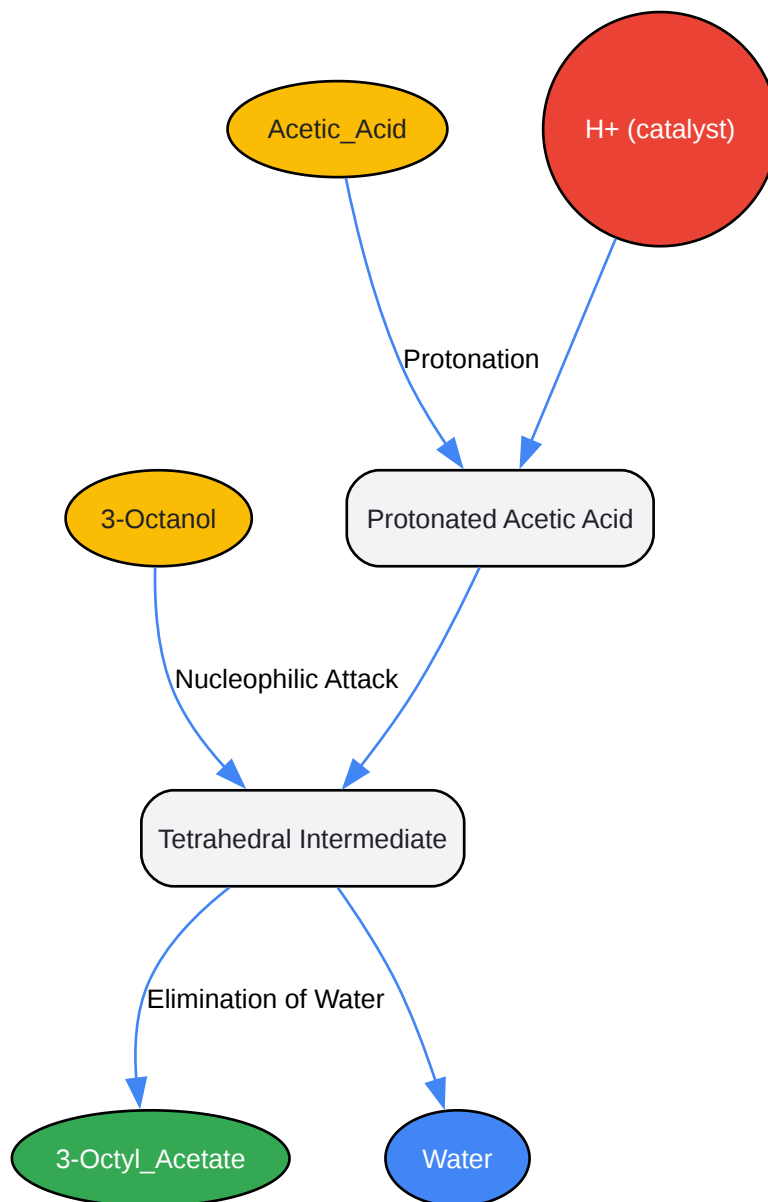 Acetic_Acid
H+ (catalyst)
Protonation
3-Octanol
Protonated Acetic Acid
Nucleophilic Attack
Tetrahedral Intermediate
Elimination of Water
3-Octyl_Acetate
Water